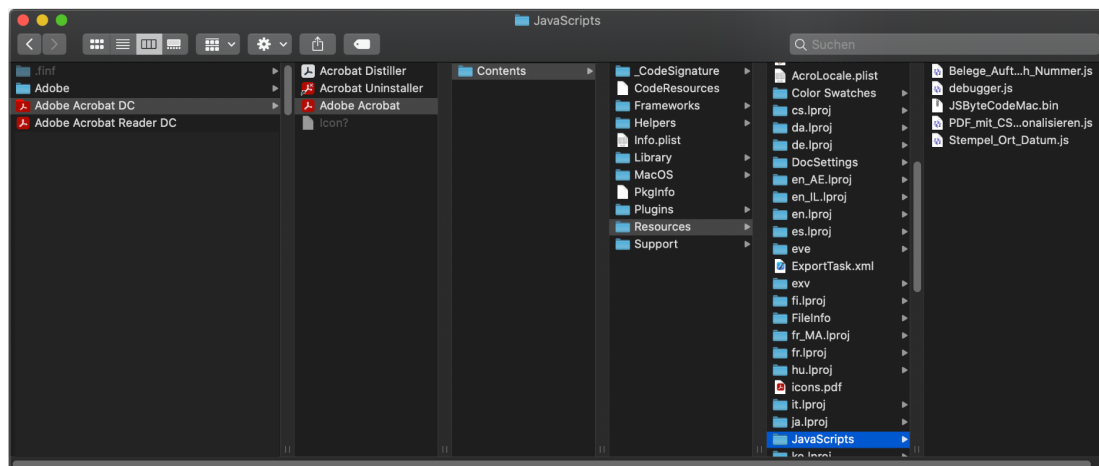 JavaScripts
Suchen
.finf
Adobe
Adobe Acrobat DC
Adobe Acrobat Reader DC
Acrobat Distiller
Acrobat Uninstaller
Adobe Acrobat
Icon?
Contents
_CodeSignature
CodeResources
Frameworks
Helpers
Info.plist
Library
MacOS
PkgInfo
Plugins
Resources
Support
AcroLocale.plist
Color Swatches
cs.lproj
da.lproj
de.lproj
DocSettings
en_AE.lproj
en_IL.lproj
en.lproj
es.lproj
eve
ExportTask.xml
exv
fi.lproj
FileInfo
fr_MA.lproj
fr.lproj
hu.lproj
icons.pdf
it.lproj
ja.lproj
JavaScripts
ko.lproj
Belege_Auft...h_Nummer.js
debugger.js
JSByteCodeMac.bin
PDF_mit_CS...onalisieren.js
Stempel_Ort_Datum.js